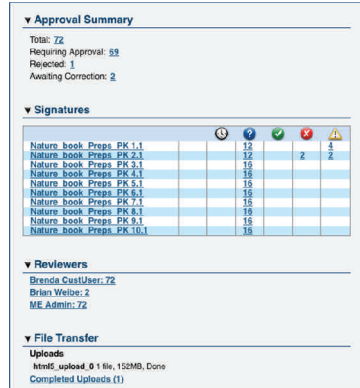 ▼ Approval Summary
Total: 72
Requiring Approval: 69
Rejected: 1
Awaiting Correction: 2
▼ Signatures
Nature_book_Preps_PK 1.1 12 4
Nature_book_Preps_PK 2.1 12 2 2
Nature_book_Preps_PK 3.1 16
Nature_book_Preps_PK 4.1 16
Nature_book_Preps_PK 5.1 16
Nature_book_Preps_PK 6.1 16
Nature_book_Preps_PK 7.1 16
Nature_book_Preps_PK 8.1 16
Nature_book_Preps_PK 9.1 16
Nature_book_Preps_PK 10.1 16
▼ Reviewers
Brenda CustUser: 72
Brian Weibe: 2
ME Admin: 72
▼ File Transfer
Uploads
html5_upload_0 1 file, 152MB, Done
Completed Uploads (1)